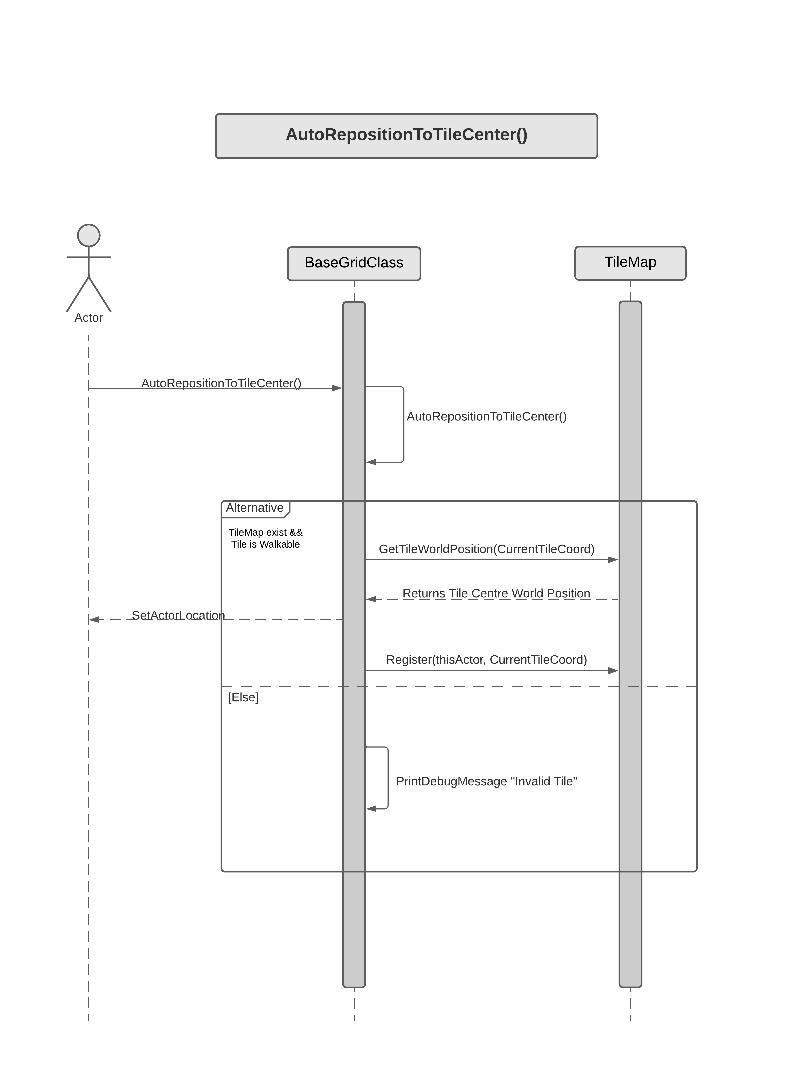 AutoRepositionToTileCenter()
BaseGridClass
TileMap
Actor
AutoRepositionToTileCenter()
AutoRepositionToTileCenter()
Alternative
TileMap exist &&
Tile is Walkable
GetTileWorldPosition(CurrentTileCoord)
Returns Tile Centre World Position
SetActorLocation
Register(thisActor, CurrentTileCoord)
[Else]
PrintDebugMessage "Invalid Tile"